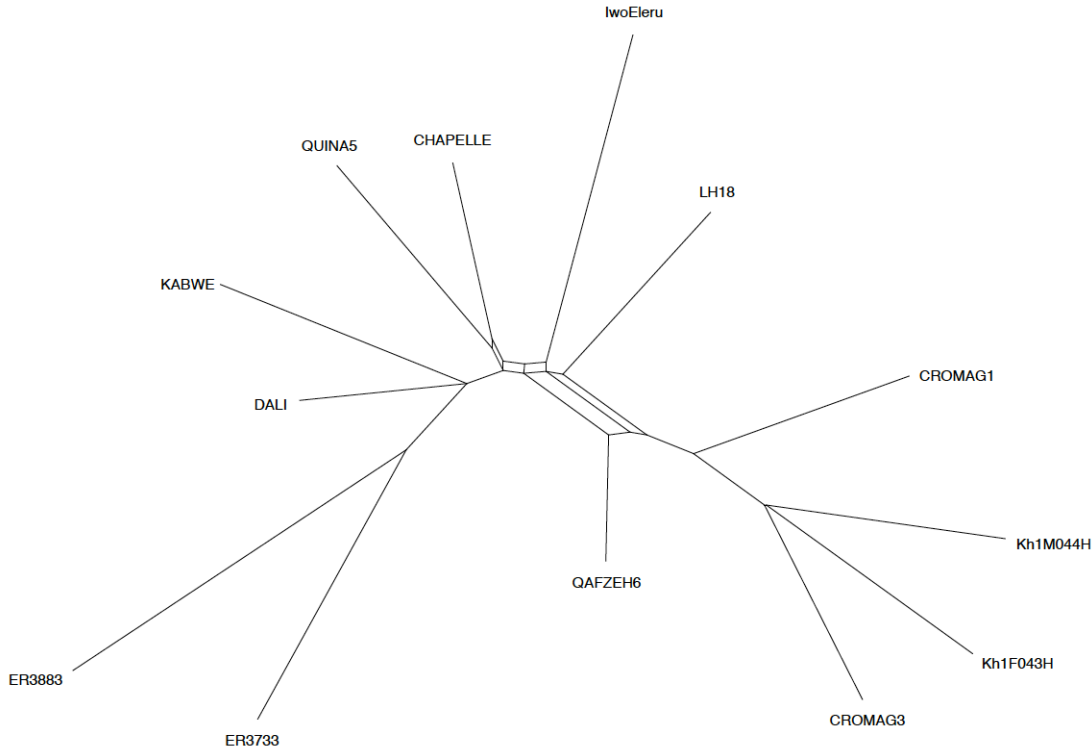 IwoEleru
CHAPELLE
QUINA5
LH18
KABWE
CROMAG1
DALI
Kh1M044H
QAFZEH6
Kh1F043H
ER3883
CROMAG3
ER3733